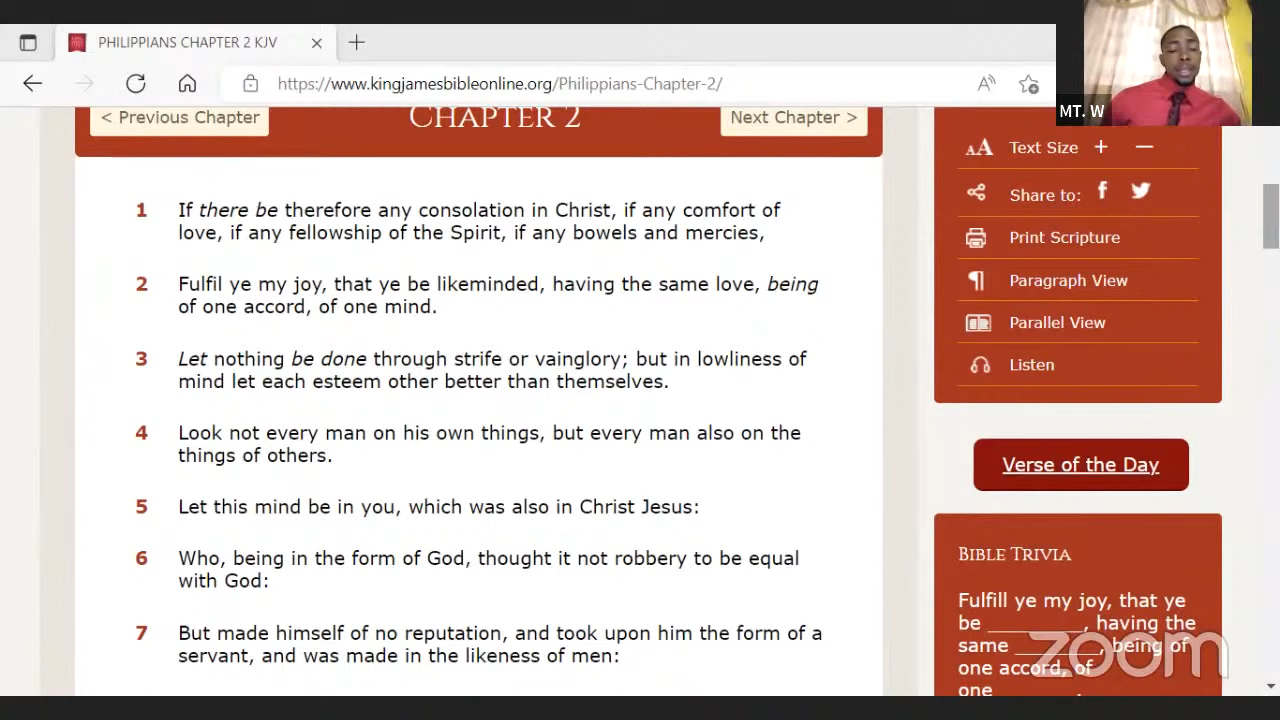 PHILIPPIANS CHAPTER 2 KJV
https://www.kingjamesbibleonline.org/Philippians-Chapter-2/
MT. W
< Previous Chapter
CHAPTER 2
Next Chapter >
1 If there be therefore any consolation in Christ, if any comfort of
love, if any fellowship of the Spirit, if any bowels and mercies,
2 Fulfil ye my joy, that ye be likeminded, having the same love, being
of one accord, of one mind.
3 Let nothing be done through strife or vainglory; but in lowliness of
mind let each esteem other better than themselves.
4 Look not every man on his own things, but every man also on the
things of others.
5 Let this mind be in you, which was also in Christ Jesus:
6 Who, being in the form of God, thought it not robbery to be equal
with God:
7 But made himself of no reputation, and took upon him the form of a
servant, and was made in the likeness of men:
AA Text Size + −
Share to:
Print Scripture
Paragraph View
Parallel View
Listen
Verse of the Day
BIBLE TRIVIA
Fulfill ye my joy, that ye
be ________, having the
same ________, being of
one accord, of
one ________.
zoom